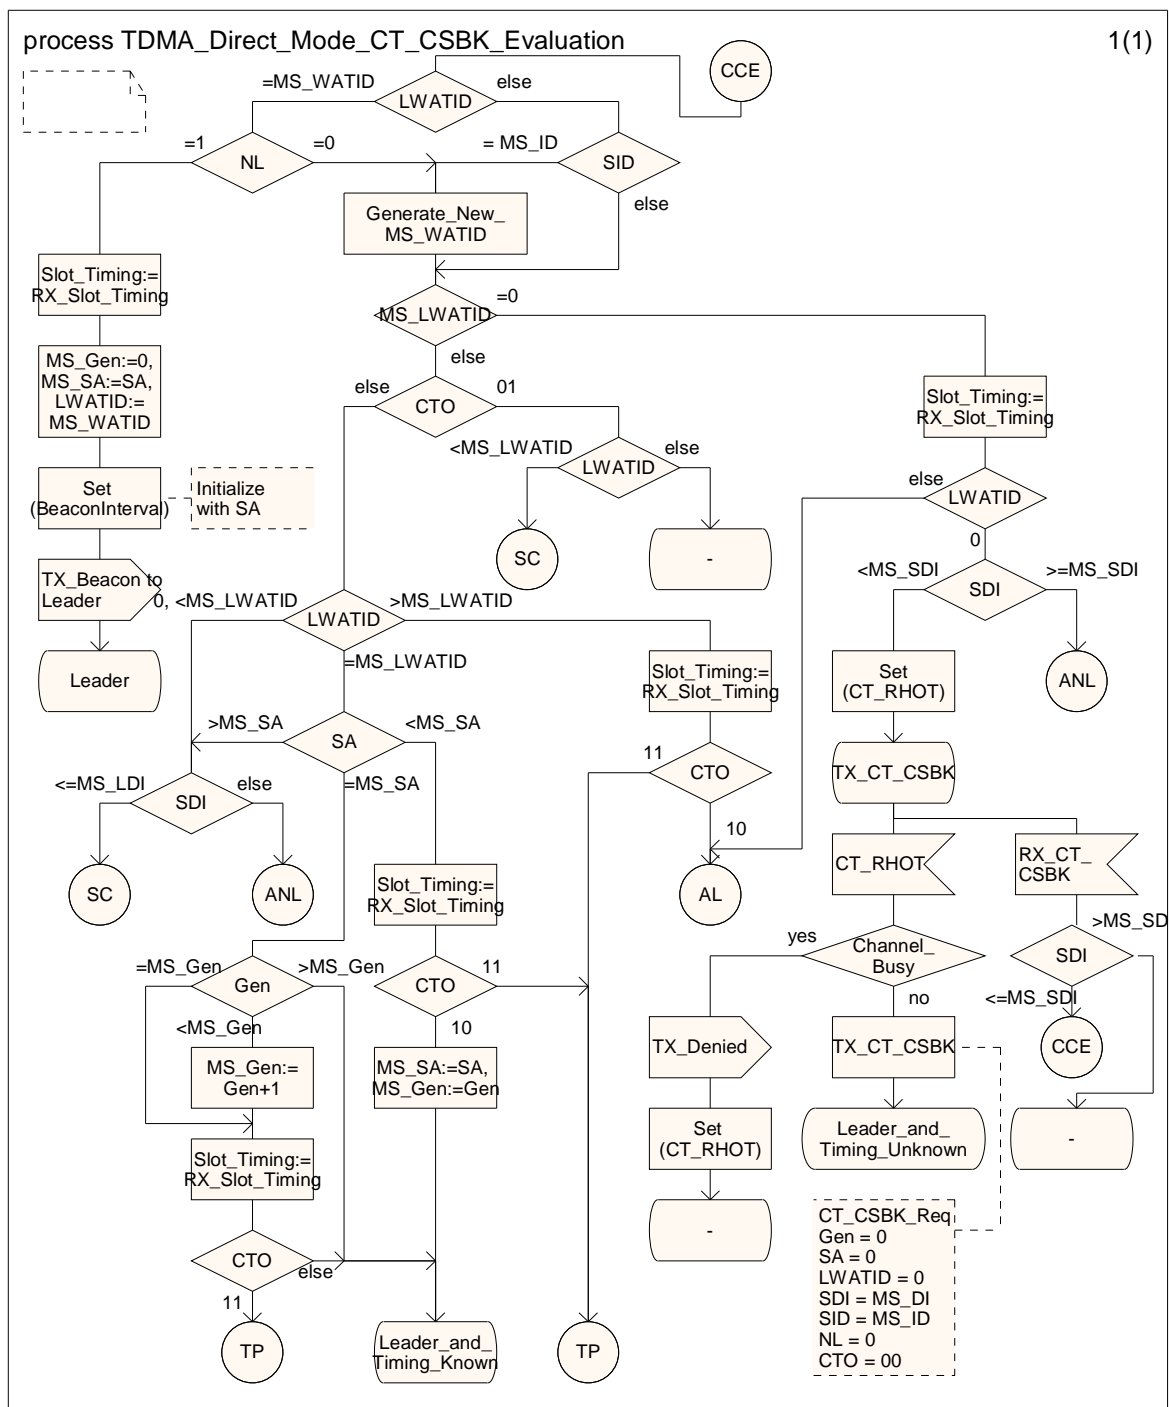 process TDMA_Direct_Mode_CT_CSBK_Evaluation
1(1)
CCE
=MS_WATID
LWATID
else
=1
NL
=0
= MS_ID
SID
else
Generate_New_
MS_WATID
Slot_Timing:=
RX_Slot_Timing
MS_LWATID
=0
else
MS_Gen:=0,
MS_SA:=SA,
LWATID:=
MS_WATID
else
CTO
01
Slot_Timing:=
RX_Slot_Timing
<MS_LWATID
LWATID
else
Set
(BeaconInterval)
Initialize
with SA
else
LWATID
0
SC
-
TX_Beacon to
Leader
<MS_SDI
SDI
>=MS_SDI
0, <MS_LWATID
LWATID
>MS_LWATID
=MS_LWATID
Leader
Slot_Timing:=
RX_Slot_Timing
Set
(CT_RHOT)
ANL
>MS_SA
SA
<MS_SA
=MS_SA
11
CTO
10
TX_CT_CSBK
<=MS_LDI
SDI
else
SC
ANL
Slot_Timing:=
RX_Slot_Timing
AL
CT_RHOT
RX_CT_
CSBK
>MS_SD
yes
Channel_
Busy
no
SDI
<=MS_SDI
=MS_Gen
Gen
>MS_Gen
<MS_Gen
CTO
11
10
MS_Gen:=
Gen+1
MS_SA:=SA,
MS_Gen:=Gen
TX_Denied
TX_CT_CSBK
CCE
Slot_Timing:=
RX_Slot_Timing
Set
(CT_RHOT)
Leader_and_
Timing_Unknown
-
-
CTO
else
11
TP
Leader_and_
Timing_Known
TP
CT_CSBK_Req
Gen = 0
SA = 0
LWATID = 0
SDI = MS_DI
SID = MS_ID
NL = 0
CTO = 00